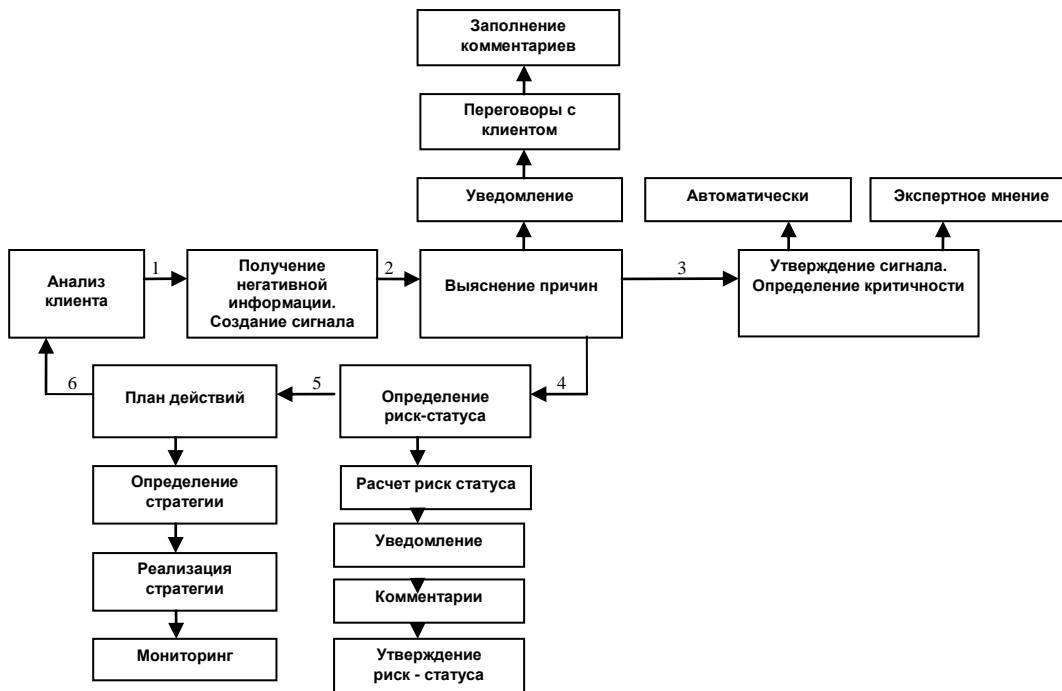 Заполнение
комментариев
Переговоры с
клиентом
Уведомление
Автоматически
Экспертное мнение
Анализ
клиента
1
Получение
негативной
информации.
Создание сигнала
2
Выяснение причин
3
Утверждение сигнала.
Определение критичности
6
План действий
5
Определение
риск-статуса
4
Определение
стратегии
Реализация
стратегии
Мониторинг
Расчет риск статуса
Уведомление
Комментарии
Утверждение
риск - статуса